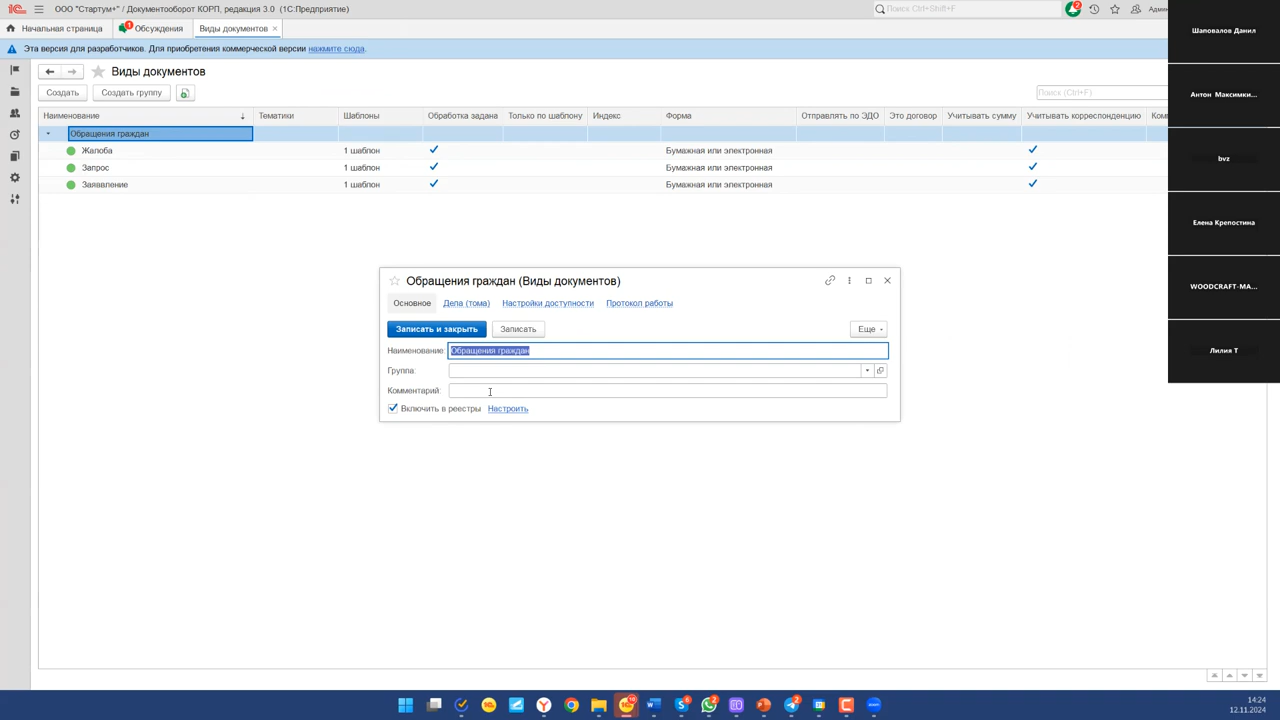 ООО "Стартум+" / Документооборот КОРП, редакция 3.0 (1С:Предприятие)
Поиск Ctrl+Shift+F
2
Начальная страница
1
Обсуждения
Виды документов
Эта версия для разработчиков. Для приобретения коммерческой версии нажмите сюда.
Виды документов
Создать
Создать группу
Поиск (Ctrl+F)
Наименование Тематики Шаблоны Обработка задана Только по шаблону Индекс Форма Отправлять по ЭДО Это договор Учитывать сумму Учитывать корреспонденцию
Обращения граждан
Жалоба 1 шаблон Бумажная или электронная
Запрос 1 шаблон Бумажная или электронная
Заяввление 1 шаблон Бумажная или электронная
Обращения граждан (Виды документов)
Основное Дела (тома) Настройки доступности Протокол работы
Записать и закрыть Записать Еще
Наименование: Обращения граждан
Группа:
Комментарий:
Включить в реестры Настроить
Шаповалов Данил
Антон Максимки...
bvz
Елена Крепостина
WOODCRAFT-MA...
Лилия Т
14:24
12.11.2024